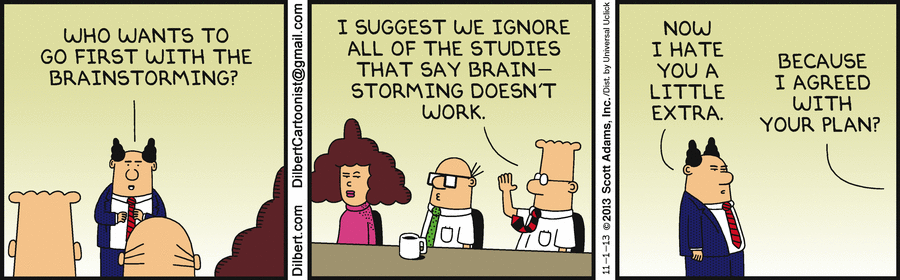 WHO WANTS TO
GO FIRST WITH THE
BRAINSTORMING?
Dilbert.com DilbertCartoonist@gmail.com
I SUGGEST WE IGNORE
ALL OF THE STUDIES
THAT SAY BRAIN-
STORMING DOESN'T
WORK.
11-1-13 ©2013 Scott Adams, Inc. /Dist. by Universal Uclick
NOW
I HATE
YOU A
LITTLE
EXTRA.
BECAUSE
I AGREED
WITH
YOUR PLAN?